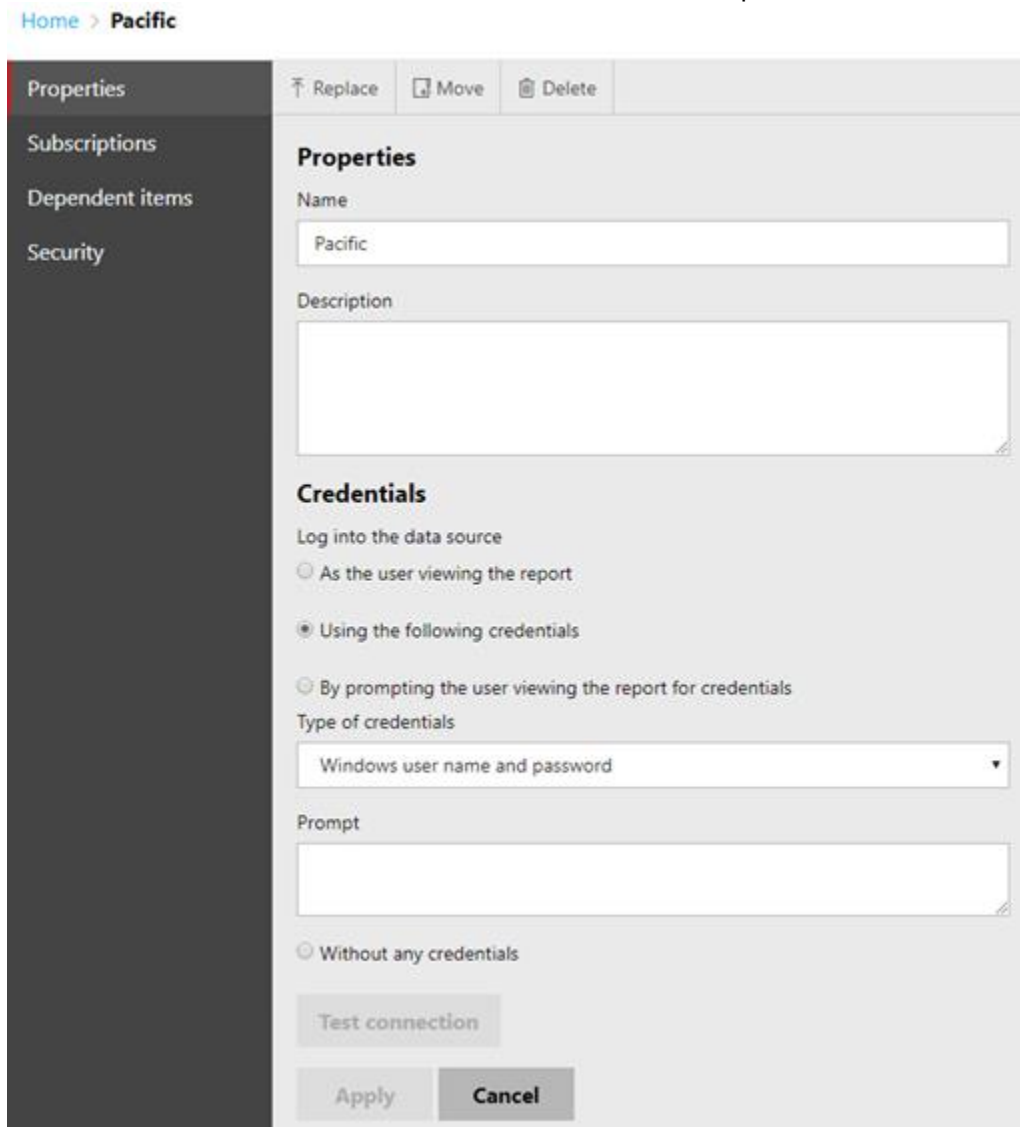 Home > Pacific
Properties
Subscriptions
Dependent items
Security
Replace Move Delete
Properties
Name
Pacific
Description
Credentials
Log into the data source
As the user viewing the report
Using the following credentials
By prompting the user viewing the report for credentials
Type of credentials
Windows user name and password
Prompt
Without any credentials
Test connection
Apply Cancel